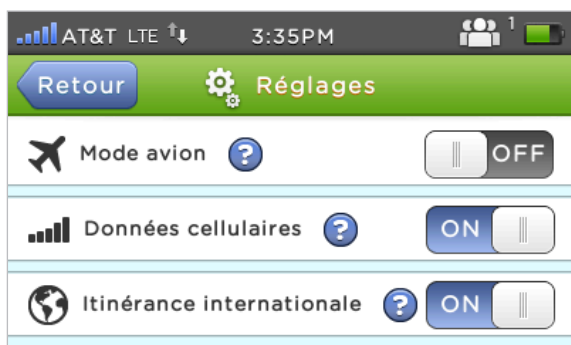 AT&T LTE 3:35PM 1
Retour Réglages
Mode avion ? OFF
Données cellulaires ? ON
Itinérance internationale ? ON